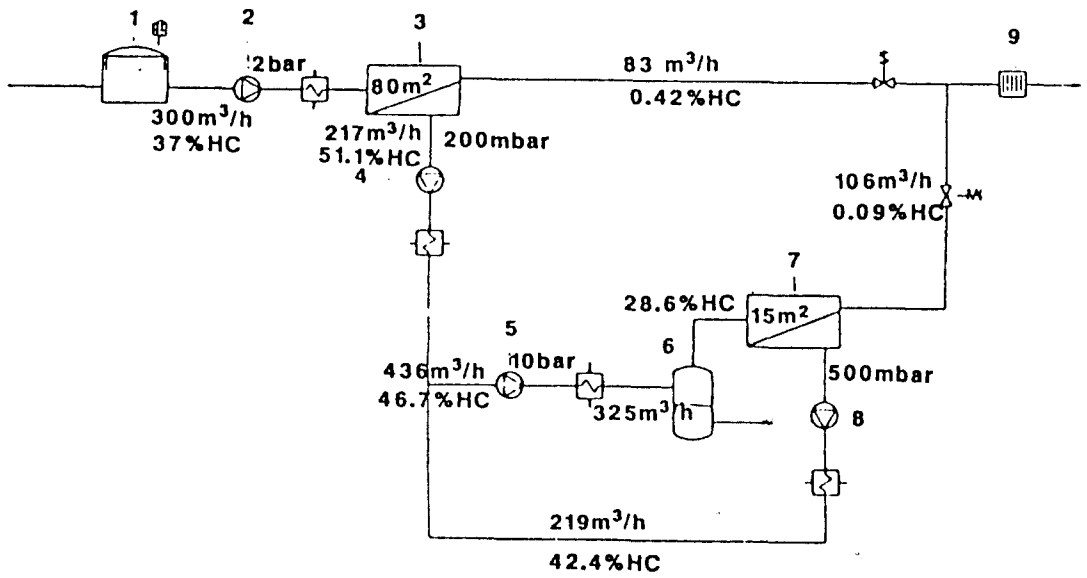 1
2
3
9
2bar
80m²
83 m³/h
0.42%HC
300m³/h
37%HC
217m³/h
51.1%HC
200mbar
4
106m³/h
0.09%HC
7
28.6%HC
15m²
5
6
10bar
436m³/h
46.7%HC
325m³/h
500mbar
8
219m³/h
42.4%HC